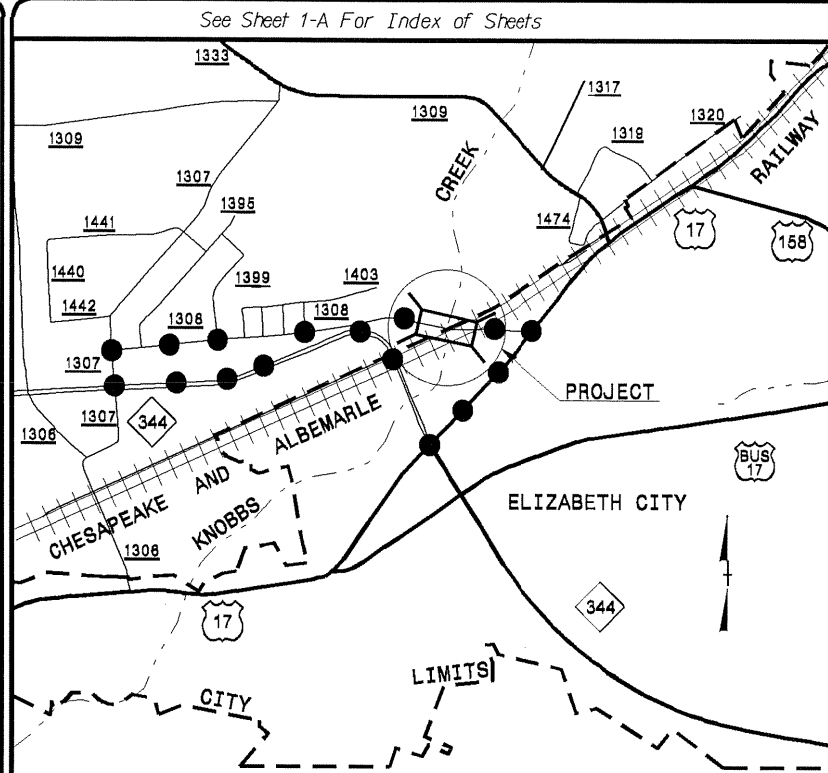 See Sheet 1-A For Index of Sheets
1333
1317
1309
1320
1309
1319
RAILWAY
CREEK
1307
1395
1441
1474
17
158
1440
1399
1403
1442
1308
1308
1307
PROJECT
1307
344
ALBEMARLE
1306
BUS
17
AND
ELIZABETH CITY
CHESAPEAKE
KNOBBS
1306
344
17
LIMITS
CITY